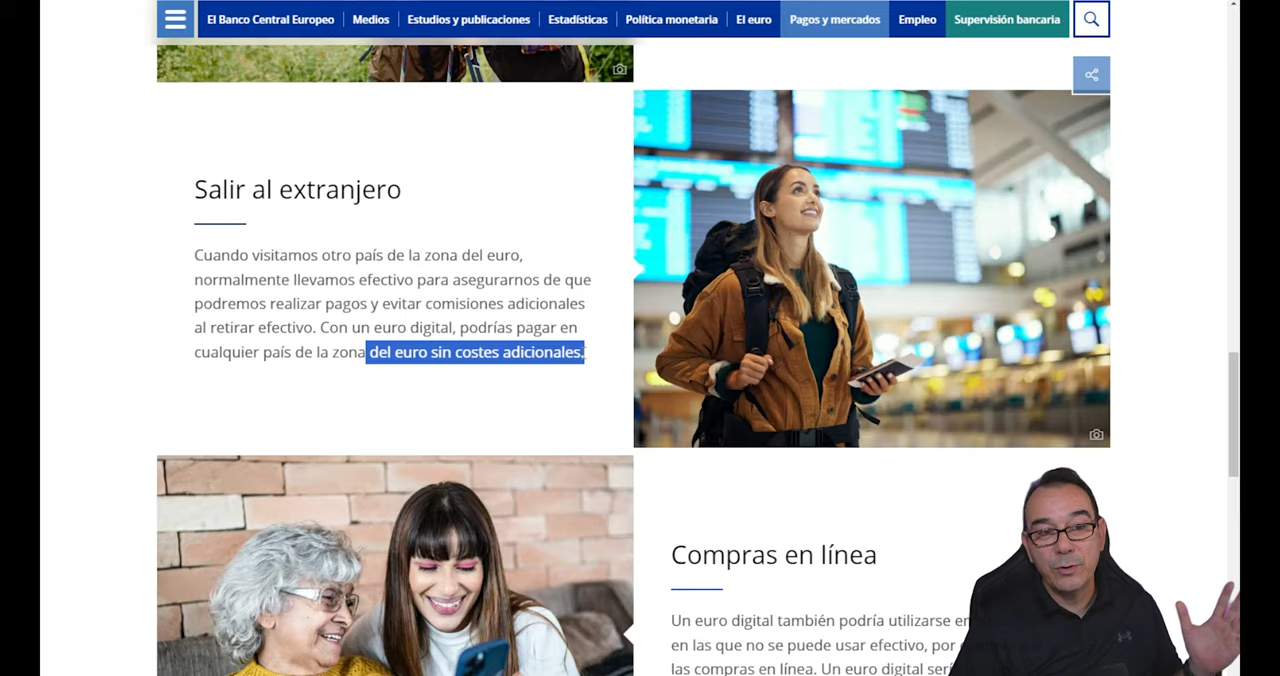 El Banco Central Europeo
Medios
Estudios y publicaciones
Estadísticas
Política monetaria
El euro
Pagos y mercados
Empleo
Supervisión bancaria
Salir al extranjero
Cuando visitamos otro país de la zona del euro,
normalmente llevamos efectivo para asegurarnos de que
podremos realizar pagos y evitar comisiones adicionales
al retirar efectivo. Con un euro digital, podrías pagar en
cualquier país de la zona del euro sin costes adicionales.
Compras en línea
Un euro digital también podría utilizarse
en las que no se puede usar efectivo, por
las compras en línea. Un euro digital